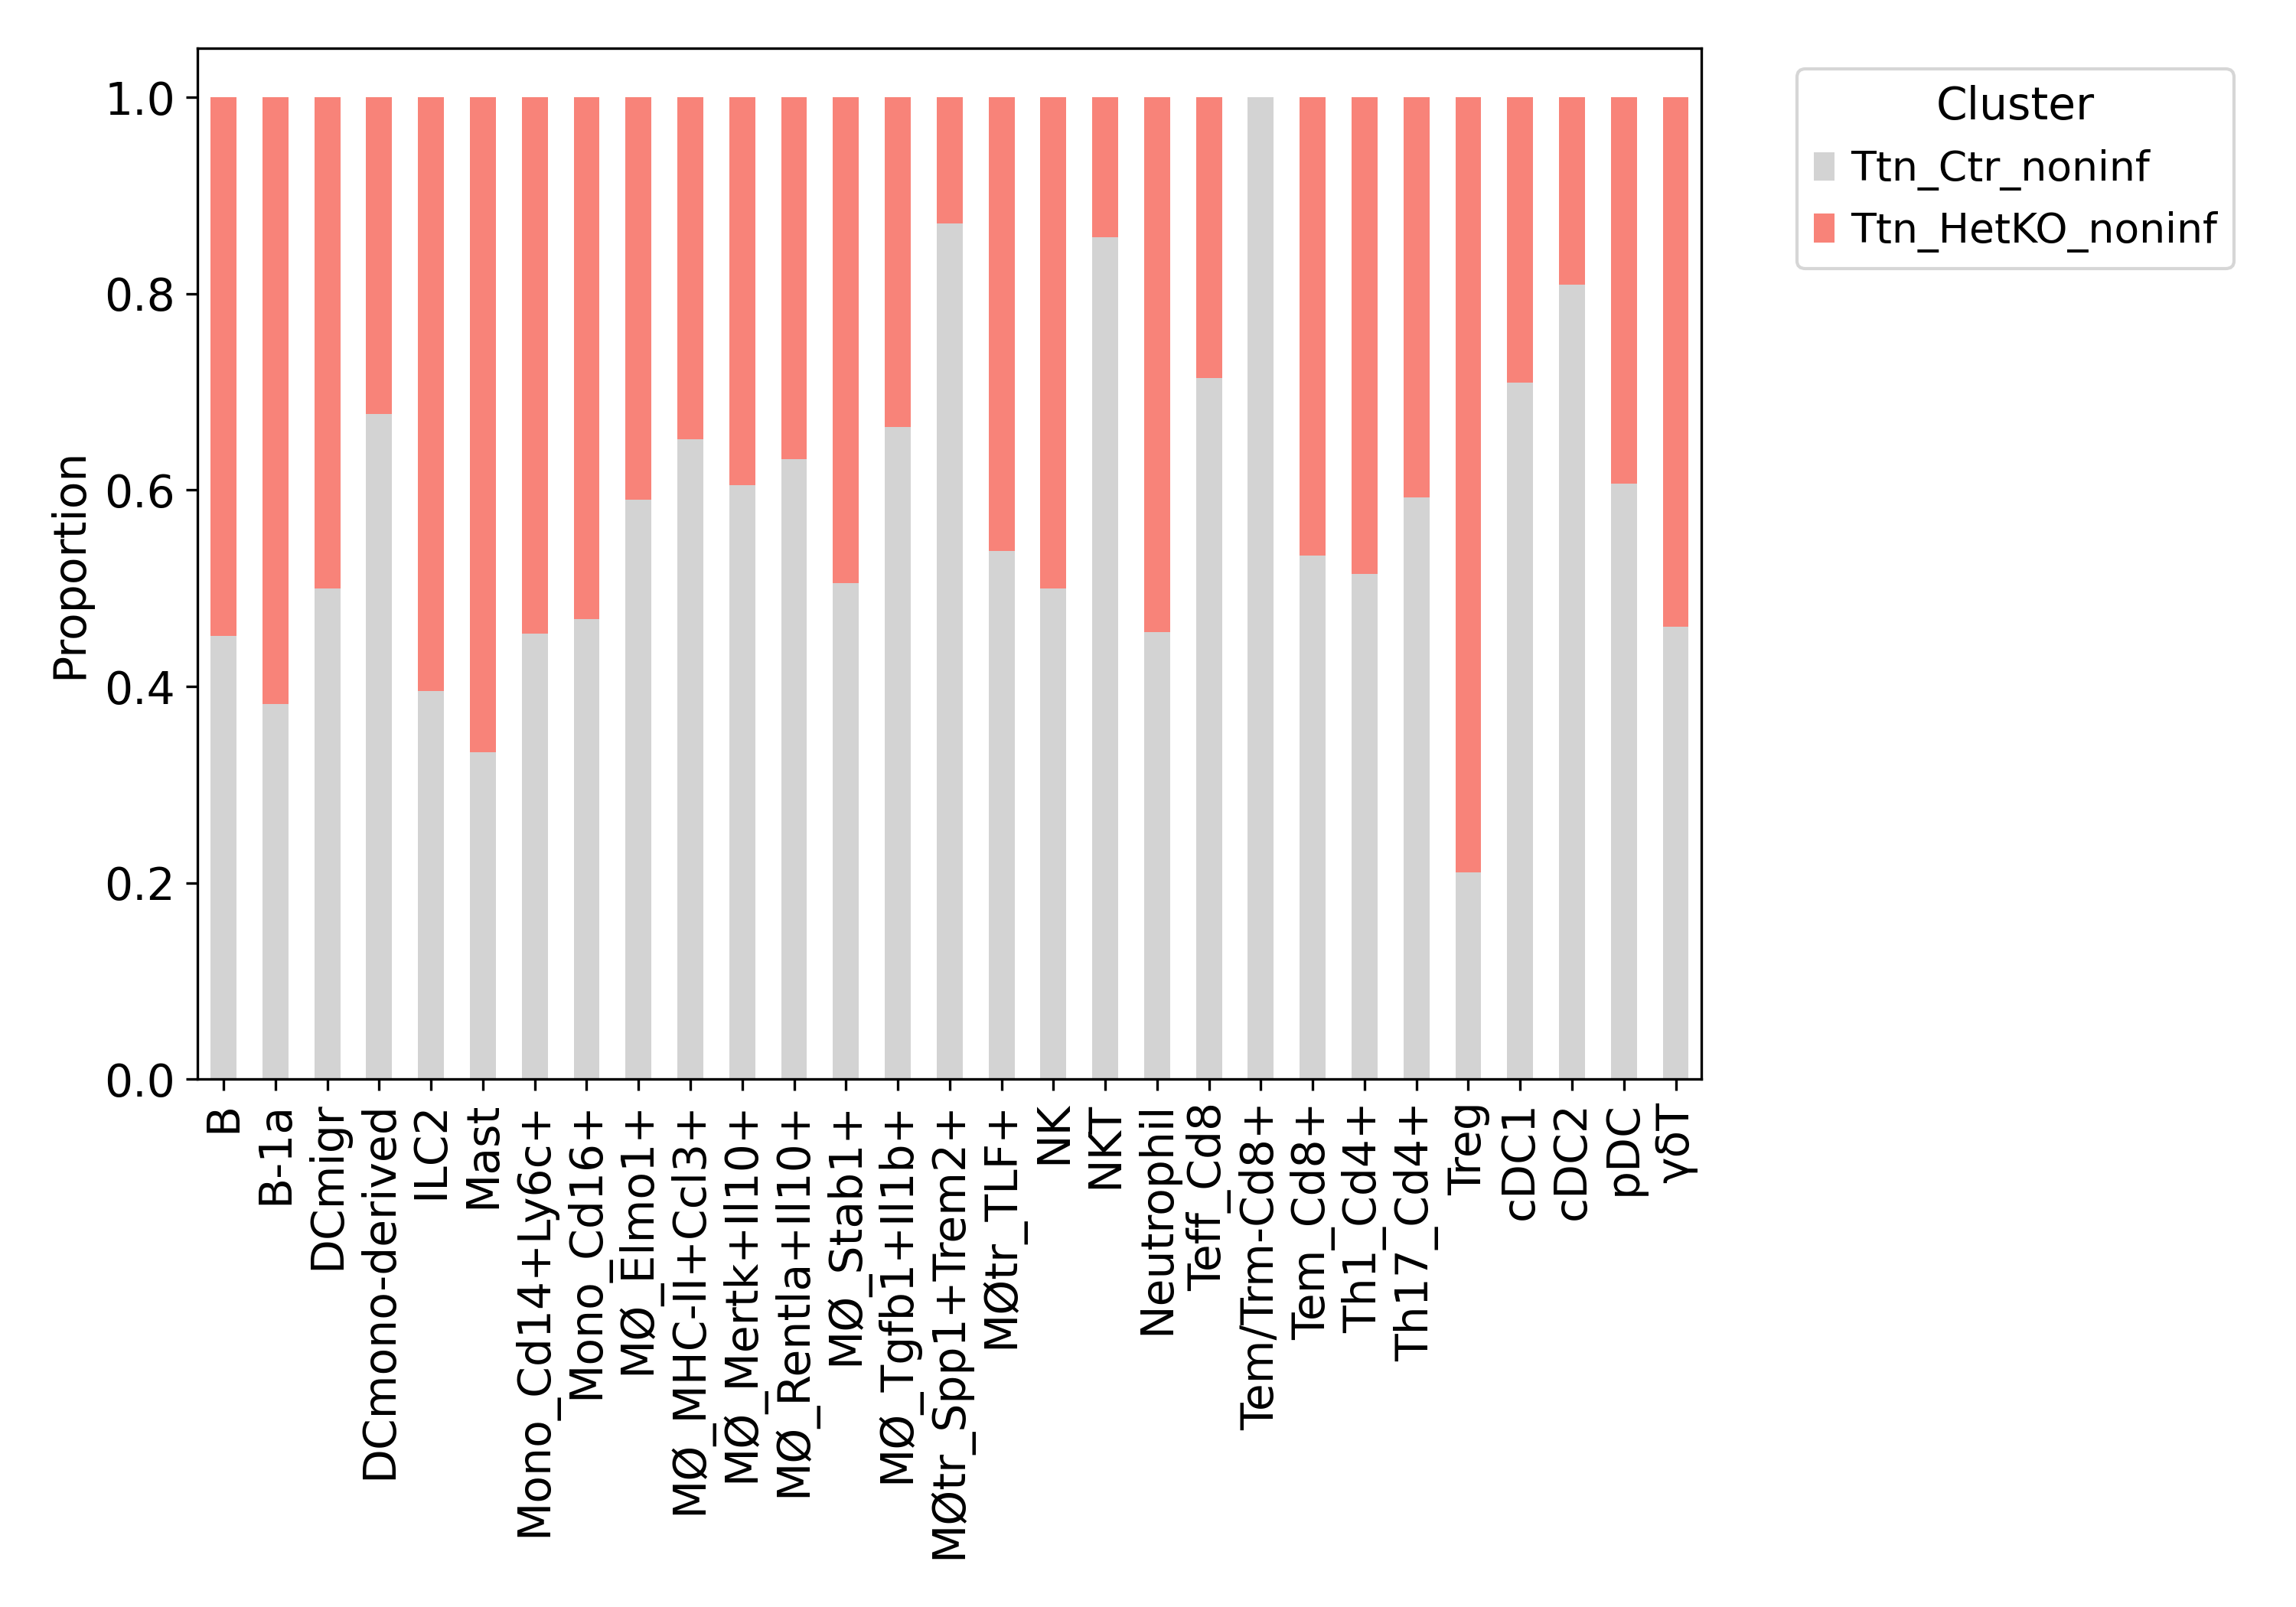 1.0
0.8
0.6
0.4
0.2
0.0
Proportion
B
B-1a
DCmigr
DCmono-derived
ILC2
Mast
Mono_Cd14+Ly6c+
Mono_Cd16+
MØ_Elmo1+
MØ_MHC-II+Ccl3+
MØ_Mertk+Il10+
MØ_Rentla+Il10+
MØ_Stab1+
MØ_Tgfb1+Il1b+
MØtr_Spp1+Trem2+
MØtr_TLF+
NK
NKT
Neutrophil
Teff_Cd8
Tem/Trm-Cd8+
Tem_Cd8+
Th1_Cd4+
Th17_Cd4+
Treg
cDC1
cDC2
pDC
γδT
Cluster
Ttn_Ctr_noninf
Ttn_HetKO_noninf